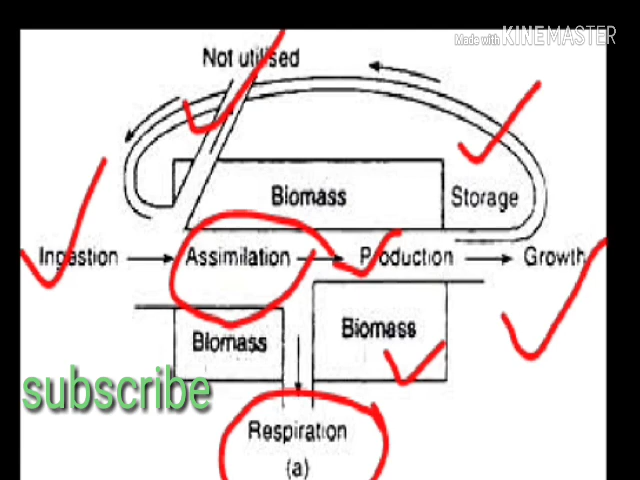 Made with KINEMASTER
Not utilised
Biomass
Storage
Ingestion
Assimilation
Production
Growth
Biomass
Biomass
subscribe
Respiration
(a)